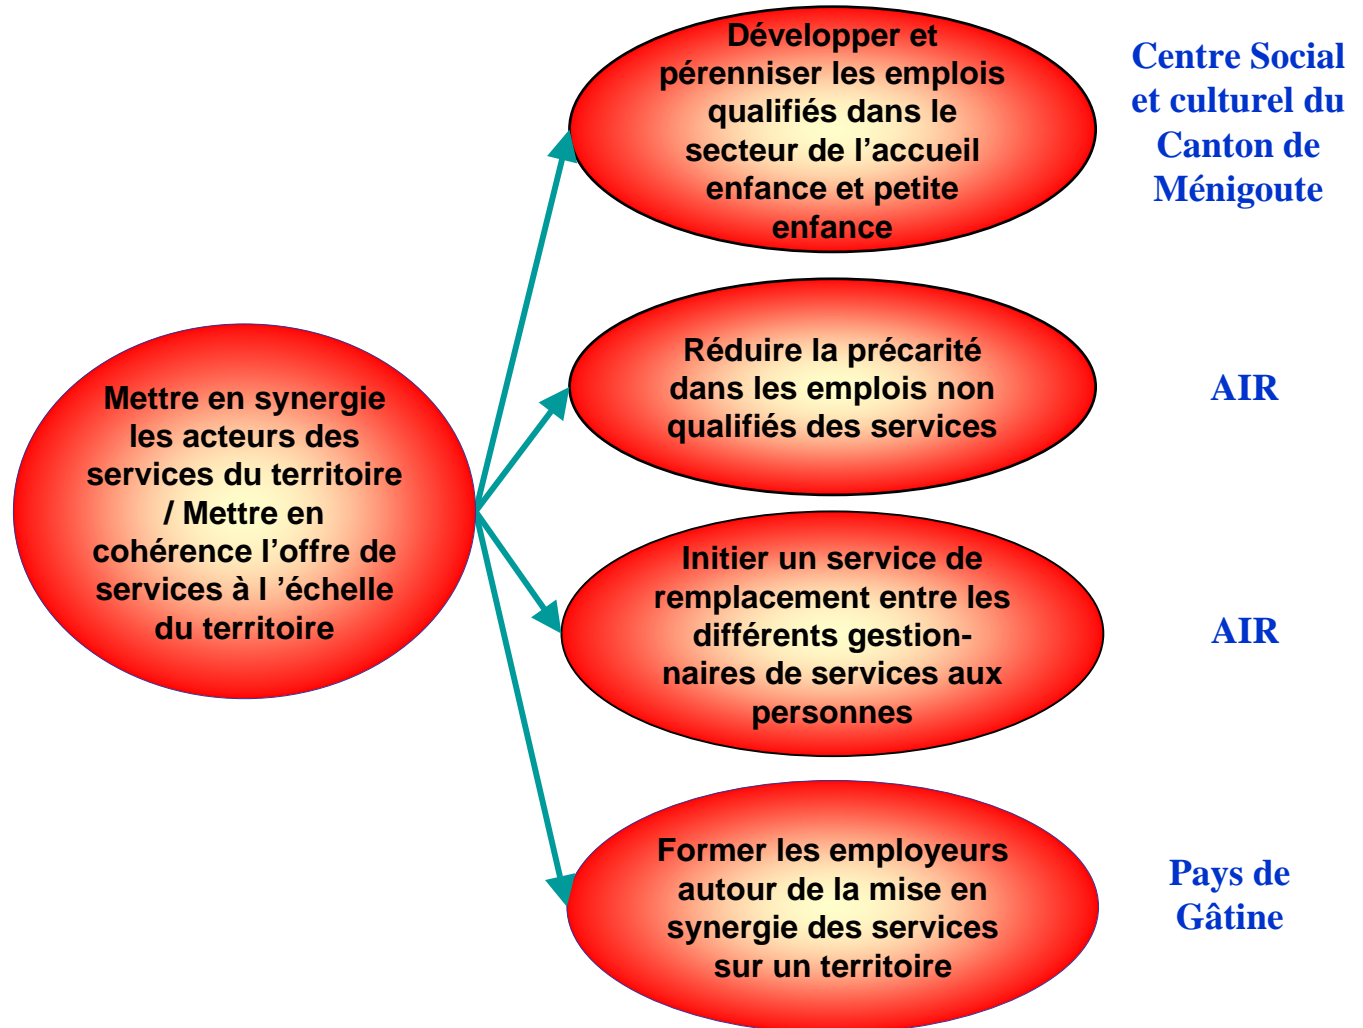 Mettre en synergie
les acteurs des
services du territoire
/ Mettre en
cohérence l’offre de
services à l ’échelle
du territoire
Développer et
pérenniser les emplois
qualifiés dans le
secteur de l’accueil
enfance et petite
enfance
Centre Social
et culturel du
Canton de
Ménigoute
Réduire la précarité
dans les emplois non
qualifiés des services
AIR
Initier un service de
remplacement entre les
différents gestion-
naires de services aux
personnes
AIR
Former les employeurs
autour de la mise en
synergie des services
sur un territoire
Pays de
Gâtine